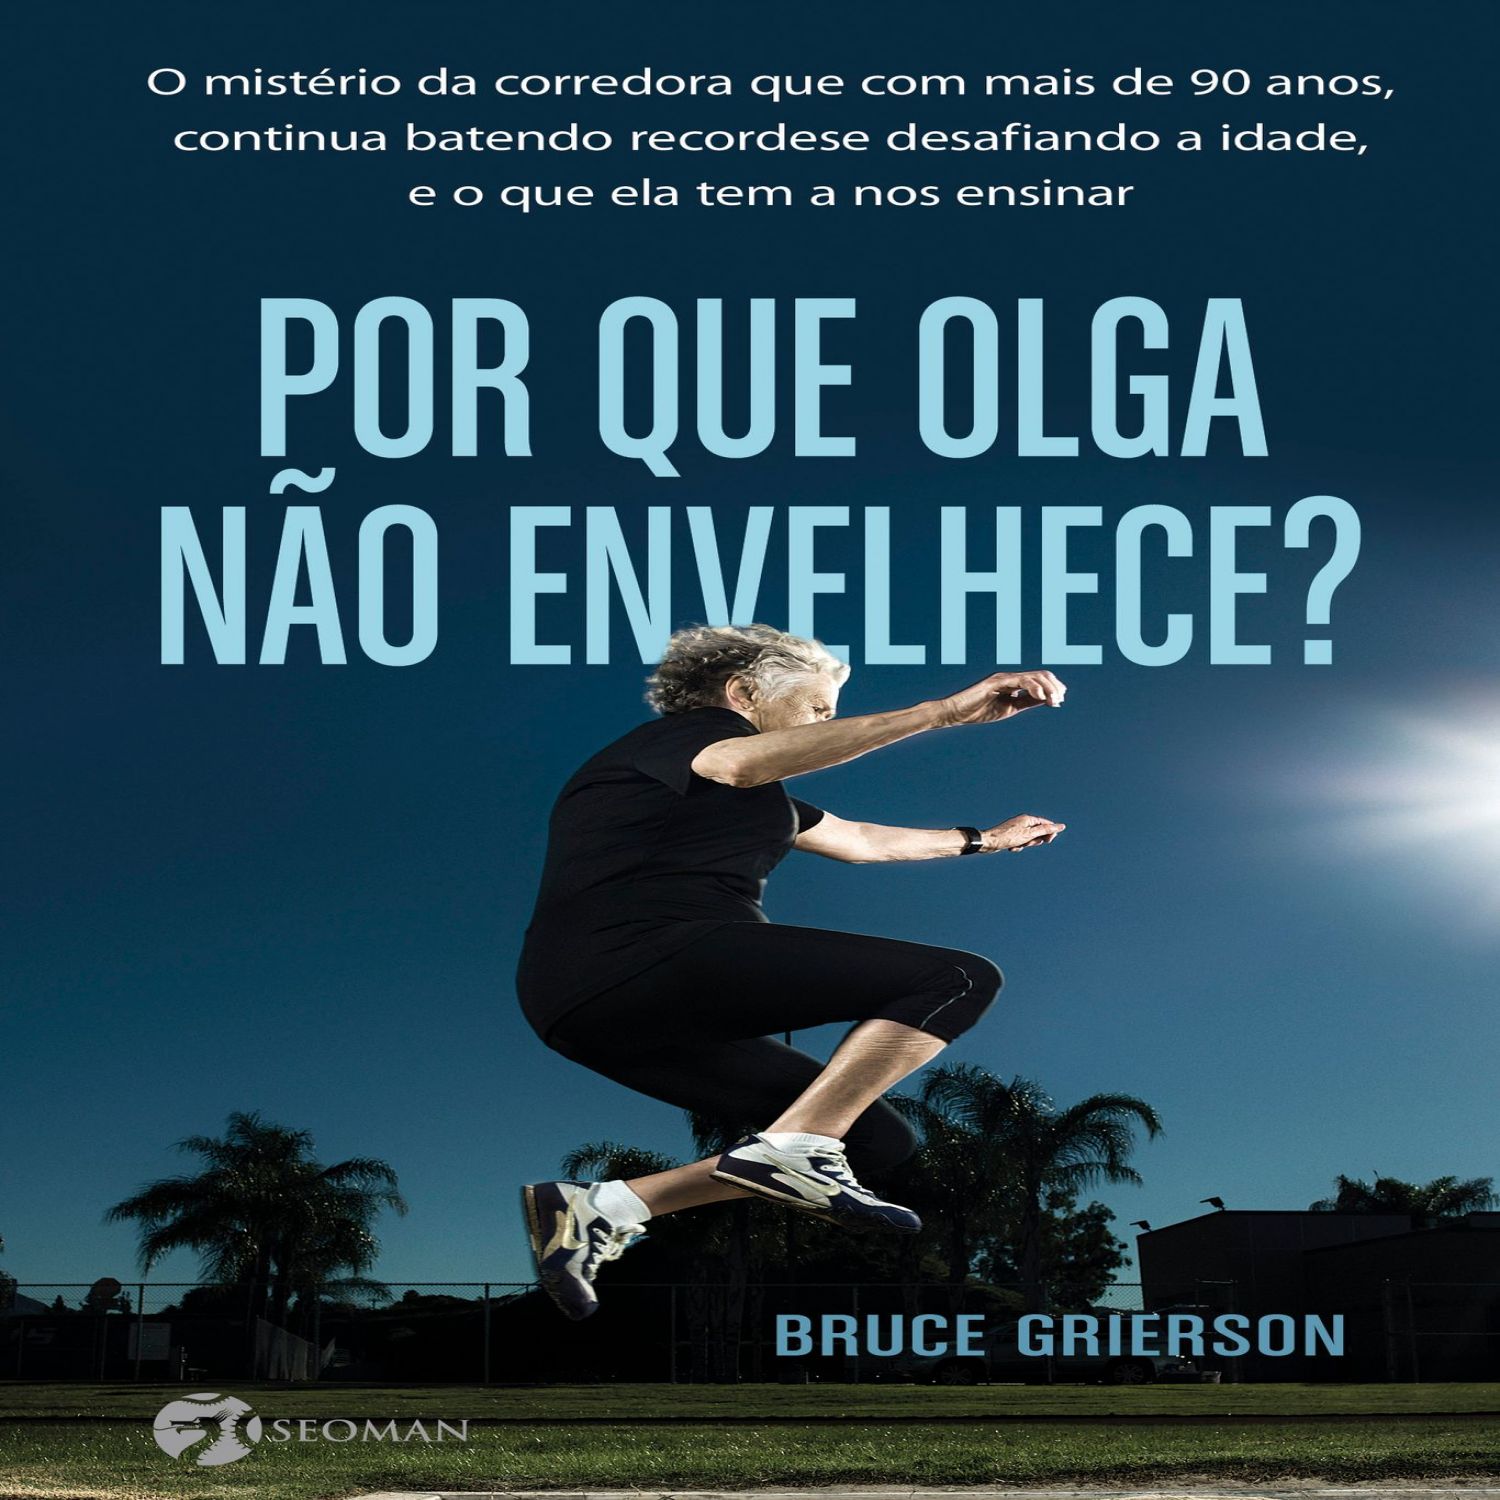 O mistério da corredora que com mais de 90 anos,
continua batendo recordese desafiando a idade,
e o que ela tem a nos ensinar
POR QUE OLGA
NÃO ENVELHECE?
BRUCE GRIERSON
SEOMAN